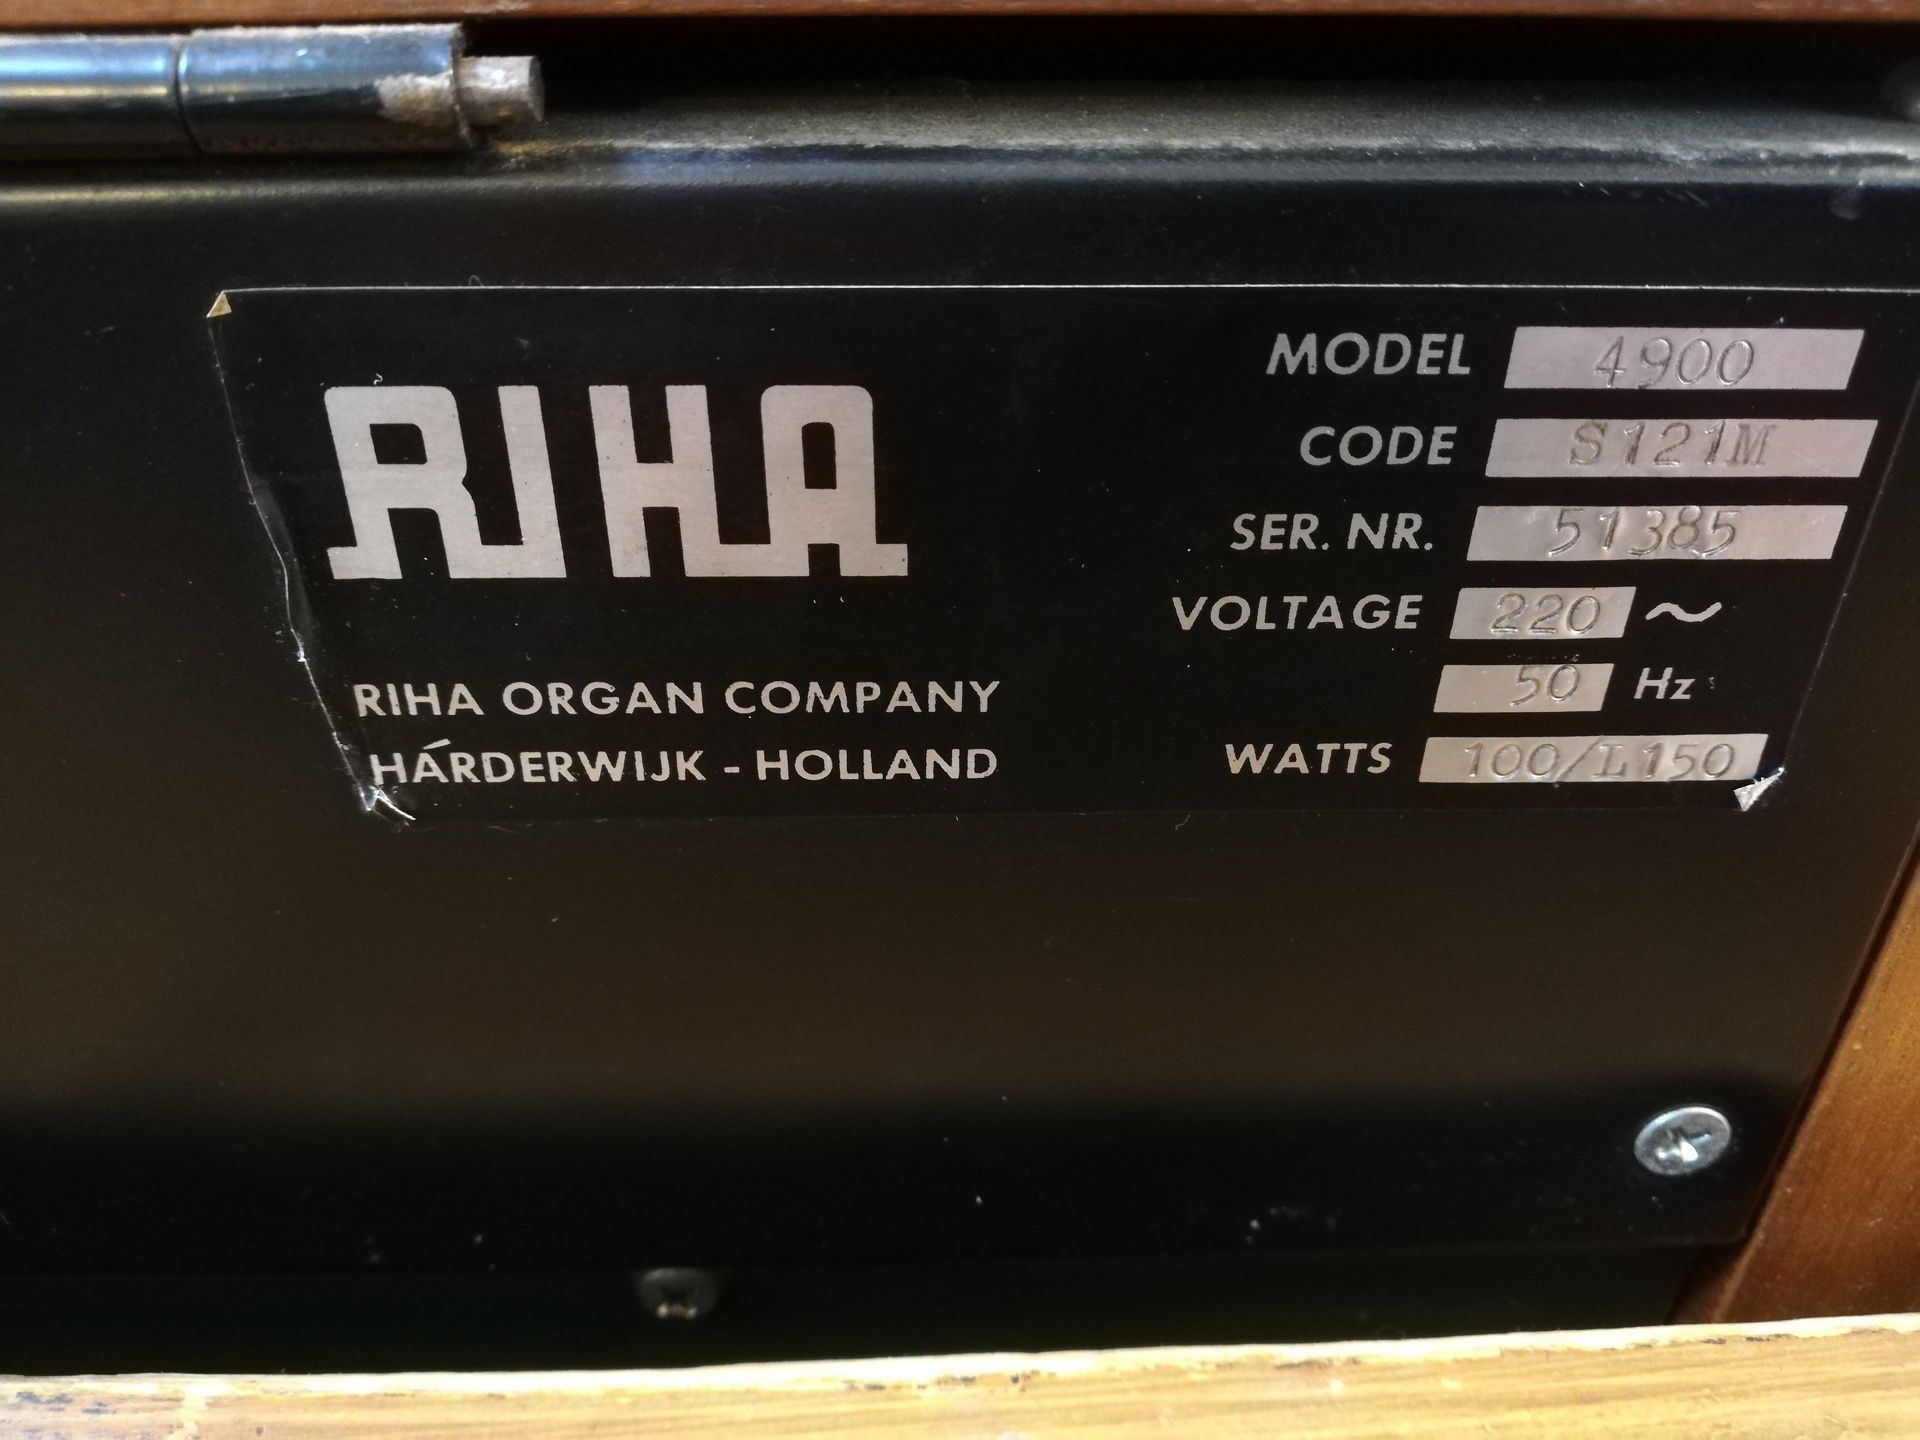 RIHA
RIHA ORGAN COMPANY
HARDERWIJK - HOLLAND
MODEL 4900
CODE S121M
SER. NR. 51385
VOLTAGE 220 ~
50 Hz
WATTS 100/L150